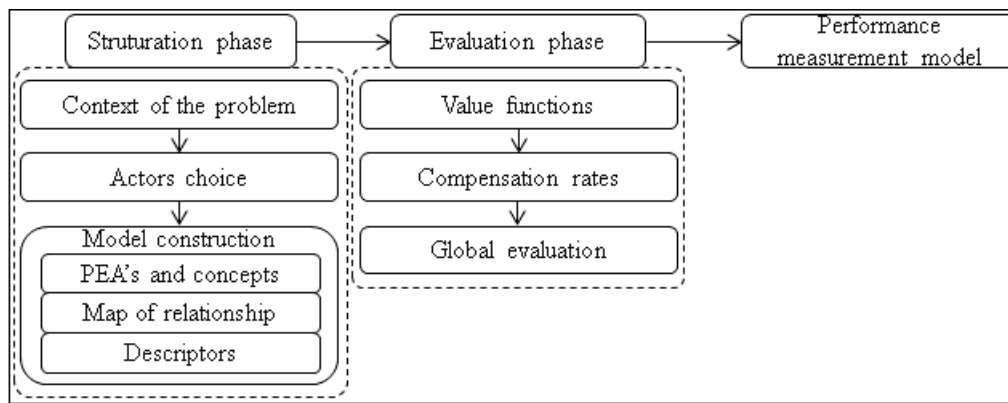 Struturation phase
Evaluation phase
Performance
measurement model
Context of the problem
Actors choice
Model construction
PEA's and concepts
Map of relationship
Descriptors
Value functions
Compensation rates
Global evaluation